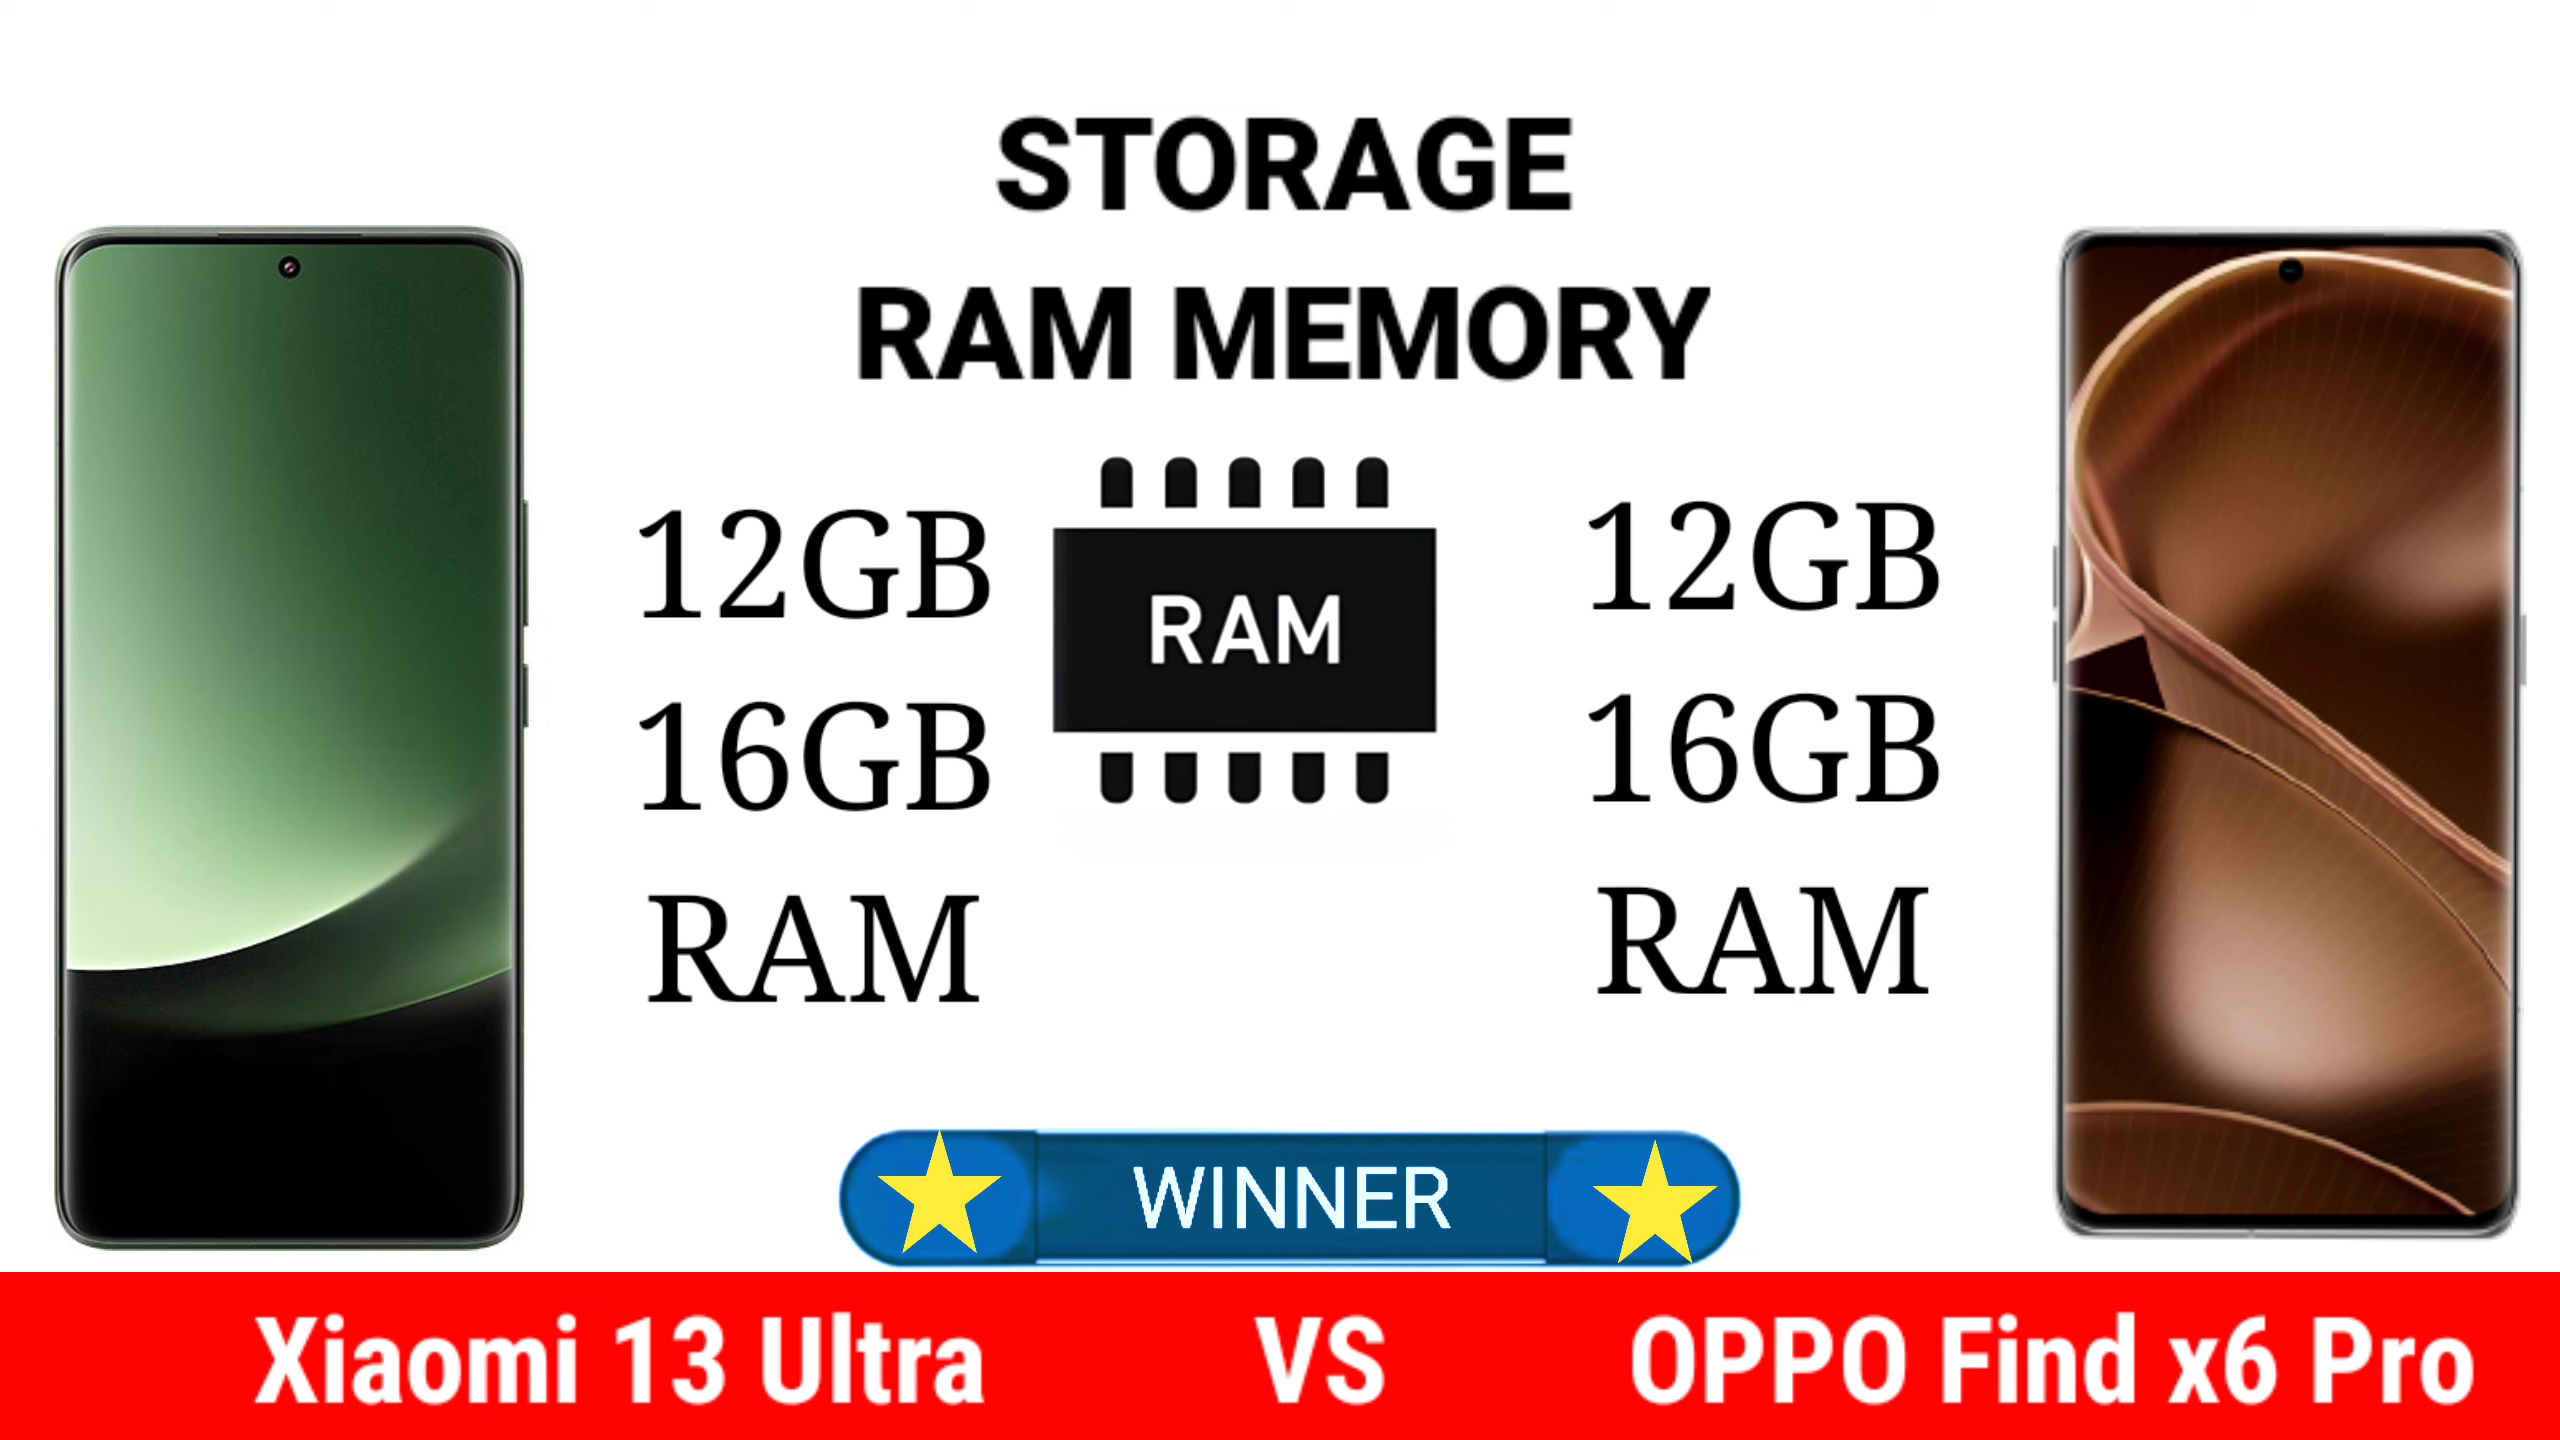 STORAGE
RAM MEMORY
12GB
16GB
RAM
RAM
12GB
16GB
RAM
WINNER
Xiaomi 13 Ultra VS OPPO Find x6 Pro